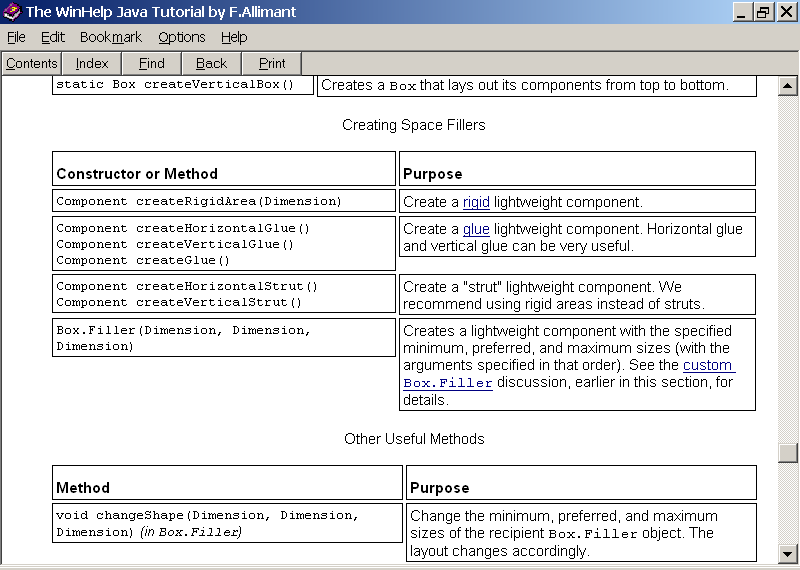 The WinHelp Java Tutorial by F.Allimant
File Edit Bookmark Options Help
Contents Index Find Back Print
static Box createVerticalBox() Creates a Box that lays out its components from top to bottom.
Creating Space Fillers
Constructor or Method Purpose
Component createRigidArea(Dimension) Create a rigid lightweight component.
Component createHorizontalGlue()
Component createVerticalGlue()
Component createGlue()
Create a glue lightweight component. Horizontal glue
and vertical glue can be very useful.
Component createHorizontalStrut()
Component createVerticalStrut()
Create a "strut" lightweight component. We
recommend using rigid areas instead of struts.
Box.Filler(Dimension, Dimension,
Dimension)
Creates a lightweight component with the specified
minimum, preferred, and maximum sizes (with the
arguments specified in that order). See the custom
Box.Filler discussion, earlier in this section, for
details.
Other Useful Methods
Method Purpose
void changeShape(Dimension, Dimension,
Dimension) (in Box.Filler)
Change the minimum, preferred, and maximum
sizes of the recipient Box.Filler object. The
layout changes accordingly.